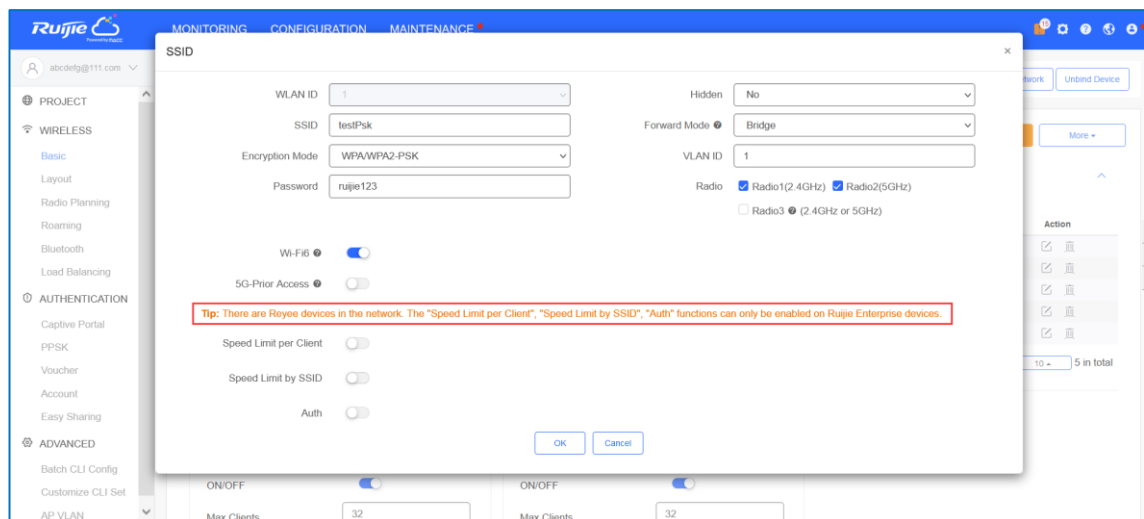 Ruijie
Powered by RACC
MONITORING CONFIGURATION MAINTENANCE
15
abcdefg@111.com
twork
Unbind Device
PROJECT
WIRELESS
Basic
Layout
Radio Planning
Roaming
Bluetooth
Load Balancing
AUTHENTICATION
Captive Portal
PPSK
Voucher
Account
Easy Sharing
ADVANCED
Batch CLI Config
Customize CLI Set
AP VLAN
SSID
×
WLAN ID 1
Hidden No
SSID testPsk
Forward Mode Bridge
Encryption Mode WPA/WPA2-PSK
VLAN ID 1
Password ruijie123
Radio Radio1(2.4GHz) Radio2(5GHz)
Radio3 (2.4GHz or 5GHz)
Wi-Fi6
5G-Prior Access
Tip: There are Reyee devices in the network. The "Speed Limit per Client", "Speed Limit by SSID", "Auth" functions can only be enabled on Ruijie Enterprise devices.
Speed Limit per Client
Speed Limit by SSID
Auth
OK Cancel
More
Action
10 5 in total
ON/OFF ON/OFF
Max Clients 32 Max Clients 32